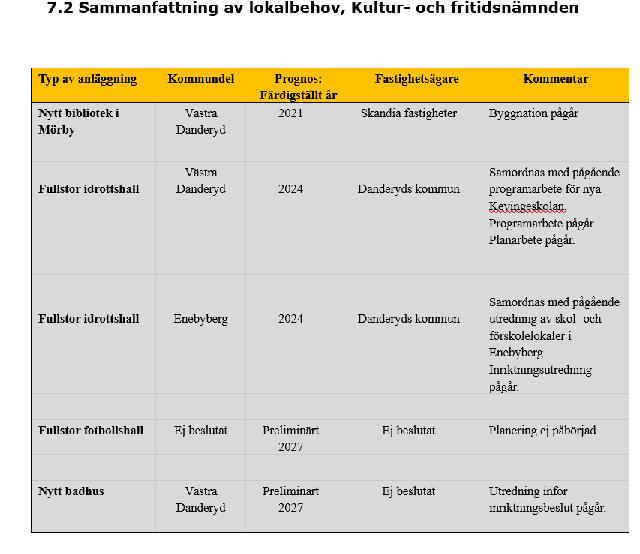 7.2 Sammanfattning av lokalbehov, Kultur- och fritidsnämnden
Typ av anläggning Kommundel Prognos: Färdigställt år Fastighetsägare Kommentar
Nytt bibliotek i Västra 2021 Skandia fastigheter Byggnation pågår
Mörby Danderyd
Västra Samordnas med pågående
Fullstor idrottshall Danderyd 2024 Danderyds kommun programarbete för nya
Kevingeskolan.
Programarbete pågår
Planarbete pågår.
Samordnas med pågående
Fullstor idrottshall Enebyberg 2024 Danderyds kommun utredning av skol- och
förskolelokaler i
Enebyberg
Inriktningsutredning
pågår.
Fullstor fotbollshall Ej beslutat Preliminärt Ej beslutat Planering ej påbörjad
2027
Nytt badhus Västra Preliminärt Ej beslutat Utredning inför
Danderyd 2027 inriktningsbeslut pågår.